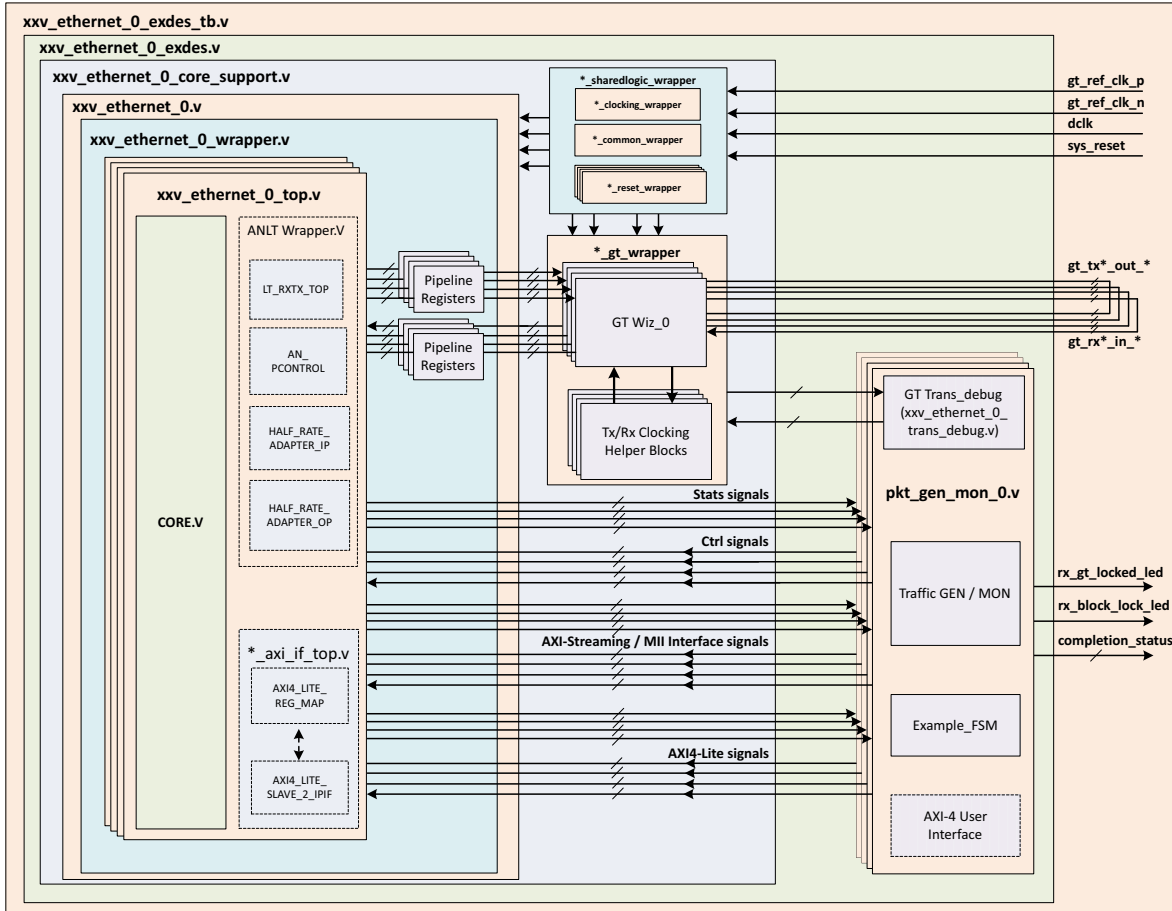 xxv_ethernet_0_exdes_tb.v
xxv_ethernet_0_exdes.v
xxv_ethernet_0_core_support.v
xxv_ethernet_0.v
xxv_ethernet_0_wrapper.v
xxv_ethernet_0_top.v
CORE.V
ANLT Wrapper.V
LT_RXTX_TOP
AN_
PCONTROL
HALF_RATE_
ADAPTER_IP
HALF_RATE_
ADAPTER_OP
*_axi_if_top.v
AXI4_LITE_
REG_MAP
AXI4_LITE_
SLAVE_2_IPIF
Pipeline
Registers
Pipeline
Registers
*_sharedlogic_wrapper
*_clocking_wrapper
*_common_wrapper
*_reset_wrapper
*_gt_wrapper
GT Wiz_0
Tx/Rx Clocking
Helper Blocks
Stats signals
Ctrl signals
AXI-Streaming / MII Interface signals
AXI4-Lite signals
gt_ref_clk_p
gt_ref_clk_n
dclk
sys_reset
gt_tx*_out_*
gt_rx*_in_*
GT Trans_debug
(xxv_ethernet_0_
trans_debug.v)
pkt_gen_mon_0.v
Traffic GEN / MON
Example_FSM
AXI-4 User
Interface
rx_gt_locked_led
rx_block_lock_led
completion_status